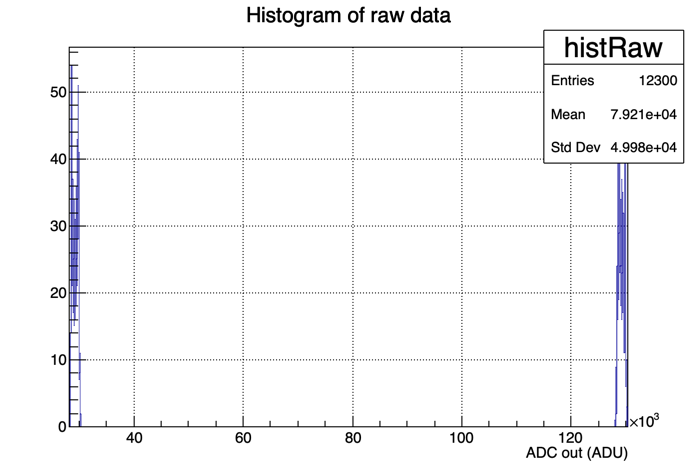 Histogram of raw data
histRaw
Entries 12300
Mean 7.921e+04
Std Dev 4.998e+04
50
40
30
20
10
0
40 60 80 100 120
×10³
ADC out (ADU)